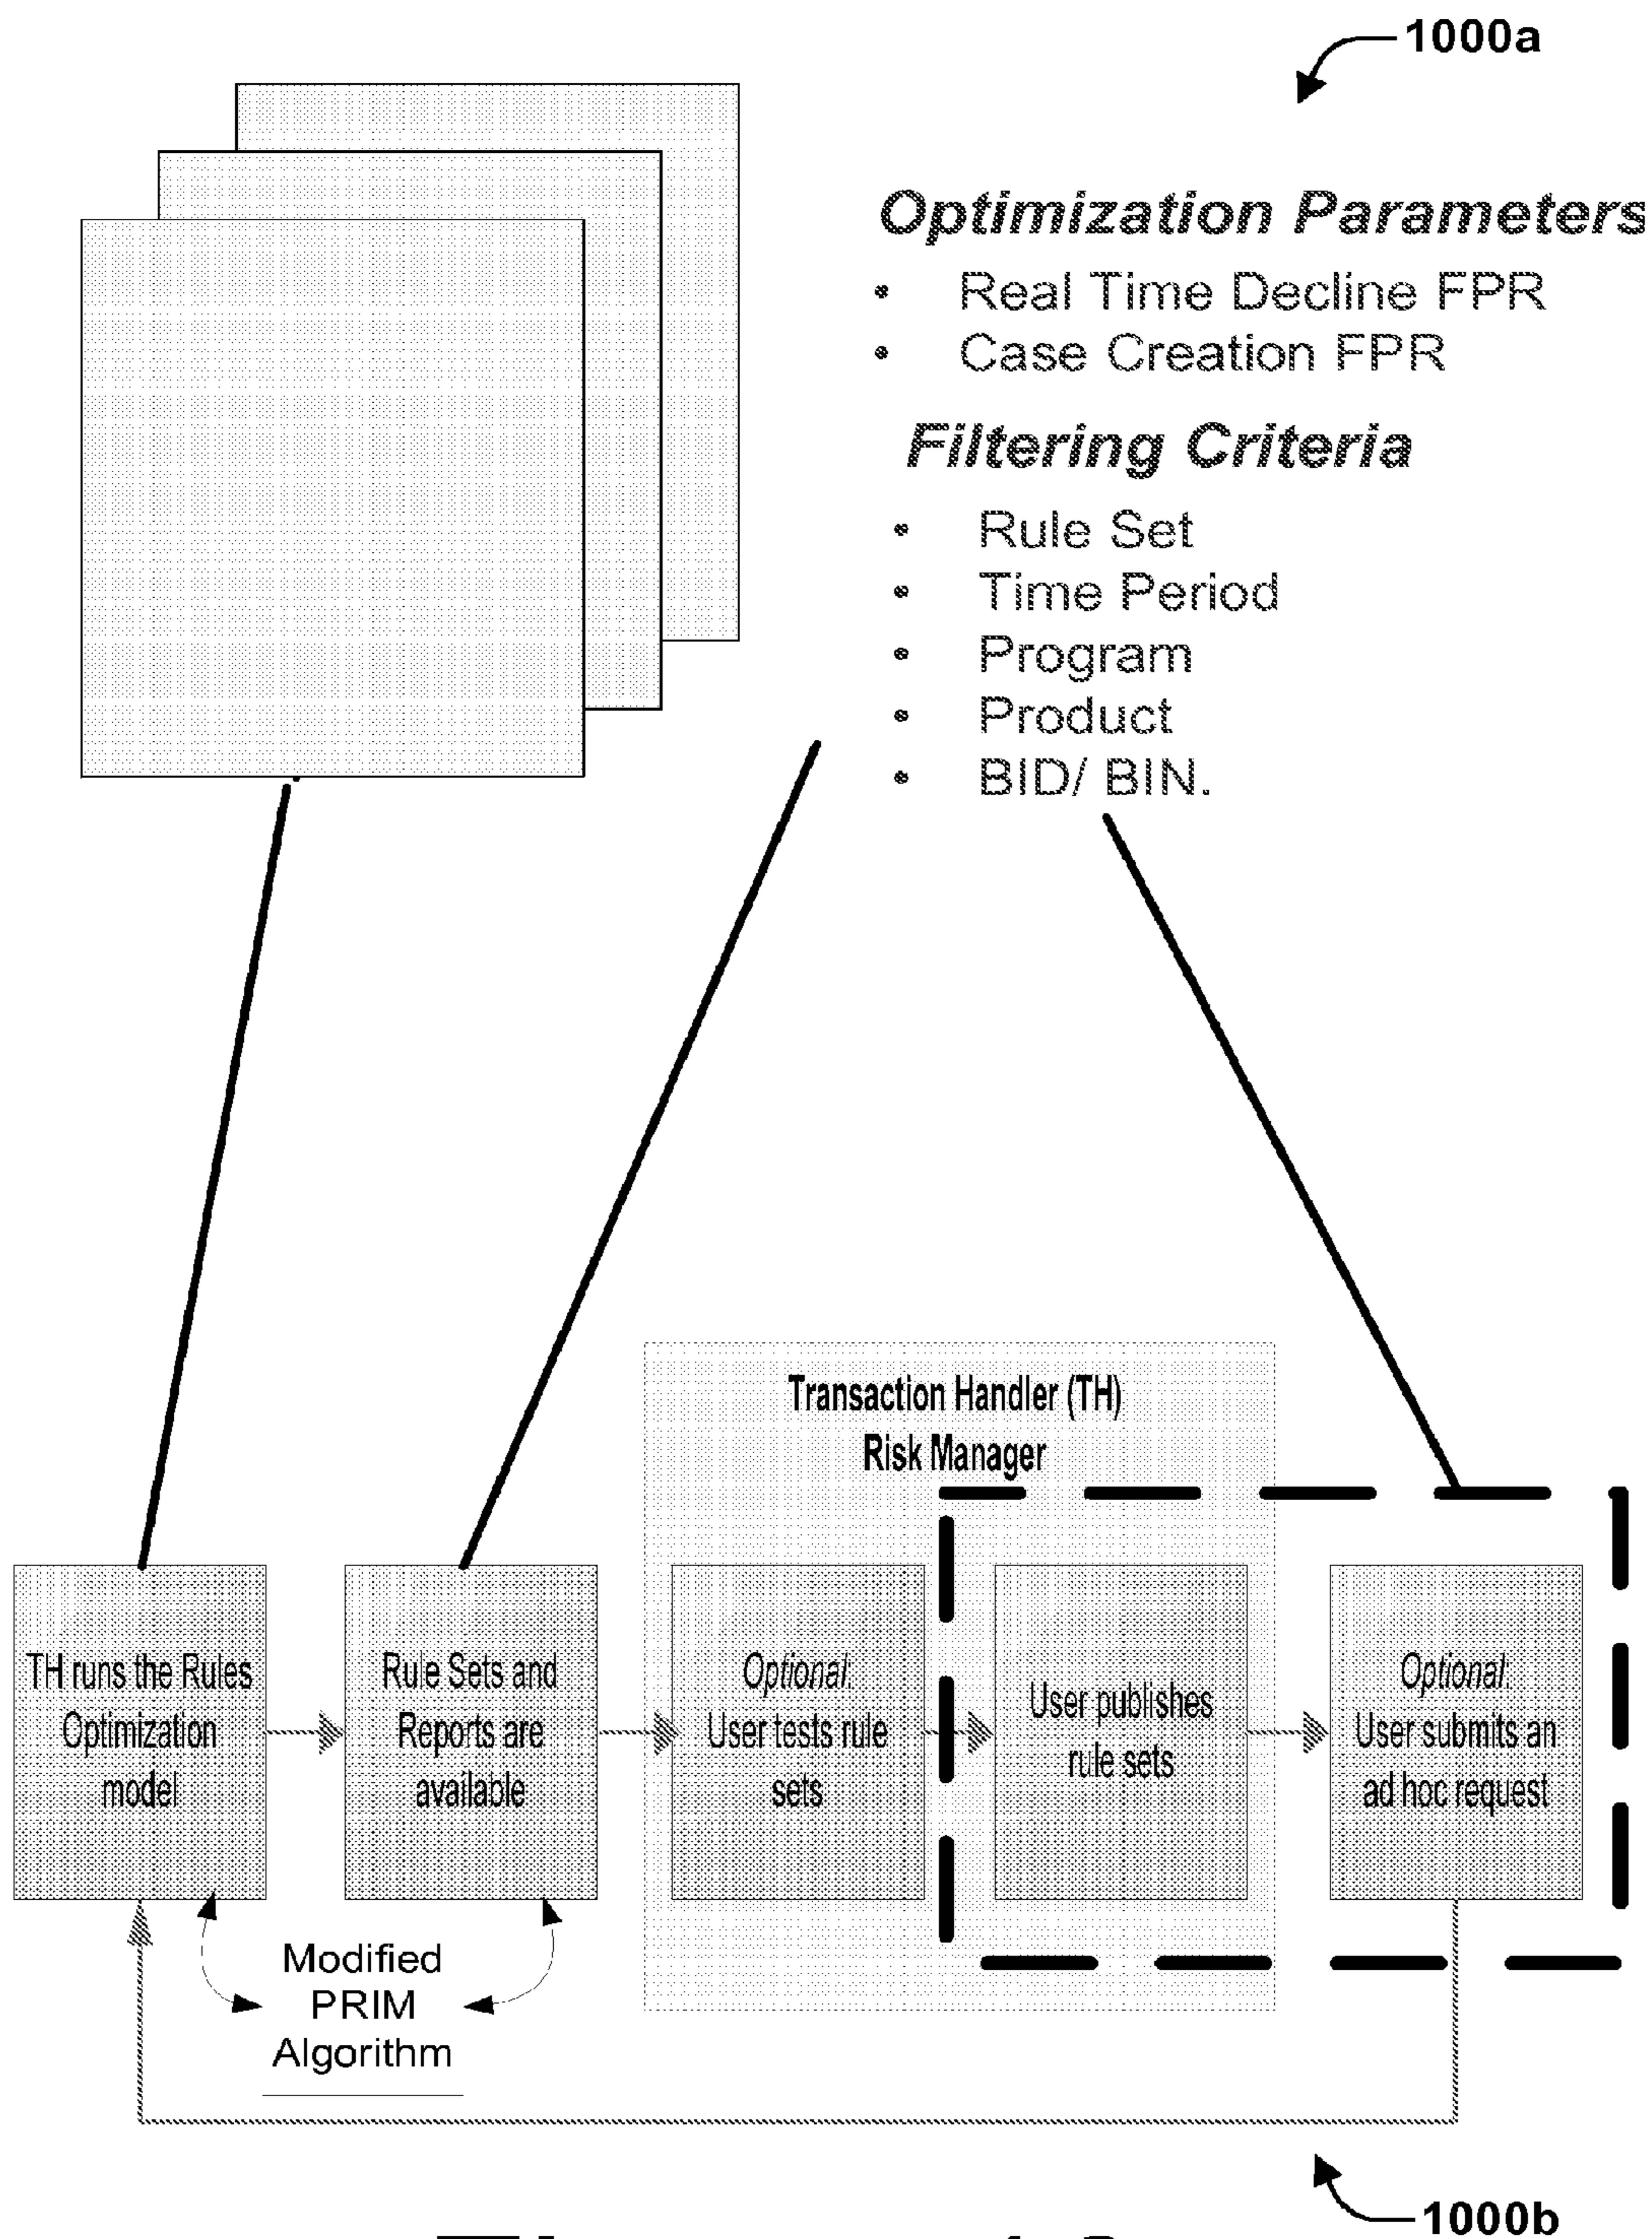 1000a
Optimization Parameters
• Real Time Decline FPR
• Case Creation FPR
Filtering Criteria
• Rule Set
• Time Period
• Program
• Product
• BID/ BIN.
Transaction Handler (TH)
Risk Manager
TH runs the Rules
Optimization
model
Rule Sets and
Reports are
available
Optional:
User tests rule
sets
User publishes
rule sets
Optional:
User submits an
ad hoc request
Modified
PRIM
Algorithm
1000b